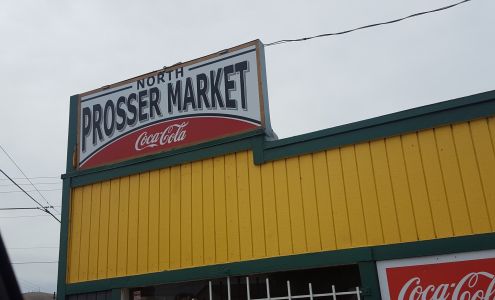 NORTH
PROSSER MARKET
Coca-Cola
Coca-Cola